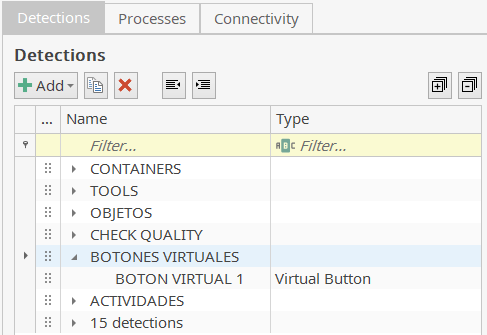 Detections Processes Connectivity
Detections
Add
... Name Type
Filter... ABC Filter...
CONTAINERS
TOOLS
OBJETOS
CHECK QUALITY
BOTONES VIRTUALES
BOTON VIRTUAL 1 Virtual Button
ACTIVIDADES
15 detections